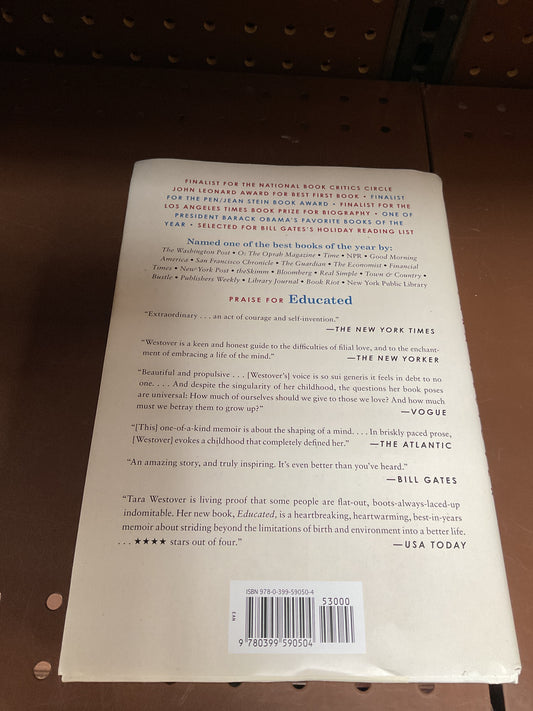 FINALIST FOR THE NATIONAL BOOK CRITICS CIRCLE
JOHN LEONARD AWARD FOR BEST FIRST BOOK • FINALIST
FOR THE PEN/JEAN STEIN BOOK AWARD • FINALIST FOR THE
LOS ANGELES TIMES BOOK PRIZE FOR BIOGRAPHY • ONE OF
PRESIDENT BARACK OBAMA'S FAVORITE BOOKS OF THE
YEAR • SELECTED FOR BILL GATES'S HOLIDAY READING LIST
Named one of the best books of the year by:
The Washington Post • O: The Oprah Magazine • Time • NPR • Good Morning
America • San Francisco Chronicle • The Guardian • The Economist • Financial
Times • New York Post • theSkimm • Bloomberg • Real Simple • Town & Country •
Bustle • Publishers Weekly • Library Journal • Book Riot • New York Public Library
PRAISE FOR Educated
"Extraordinary . . . an act of courage and self-invention."
—THE NEW YORK TIMES
"Westover is a keen and honest guide to the difficulties of filial love, and to the enchant-
ment of embracing a life of the mind." —THE NEW YORKER
"Beautiful and propulsive . . . [Westover's] voice is so sui generis it feels in debt to no
one. . . . And despite the singularity of her childhood, the questions her book poses
are universal: How much of ourselves should we give to those we love? And how much
must we betray them to grow up?" —VOGUE
"[This] one-of-a-kind memoir is about the shaping of a mind. . . . In briskly paced prose,
[Westover] evokes a childhood that completely defined her." —THE ATLANTIC
"An amazing story, and truly inspiring. It's even better than you've heard."
—BILL GATES
"Tara Westover is living proof that some people are flat-out, boots-always-laced-up
indomitable. Her new book, Educated, is a heartbreaking, heartwarming, best-in-years
memoir about striding beyond the limitations of birth and environment into a better life.
. . . ★★★★ stars out of four." —USA TODAY
ISBN 978-0-399-59050-4
53000
EAN
9 780399 590504